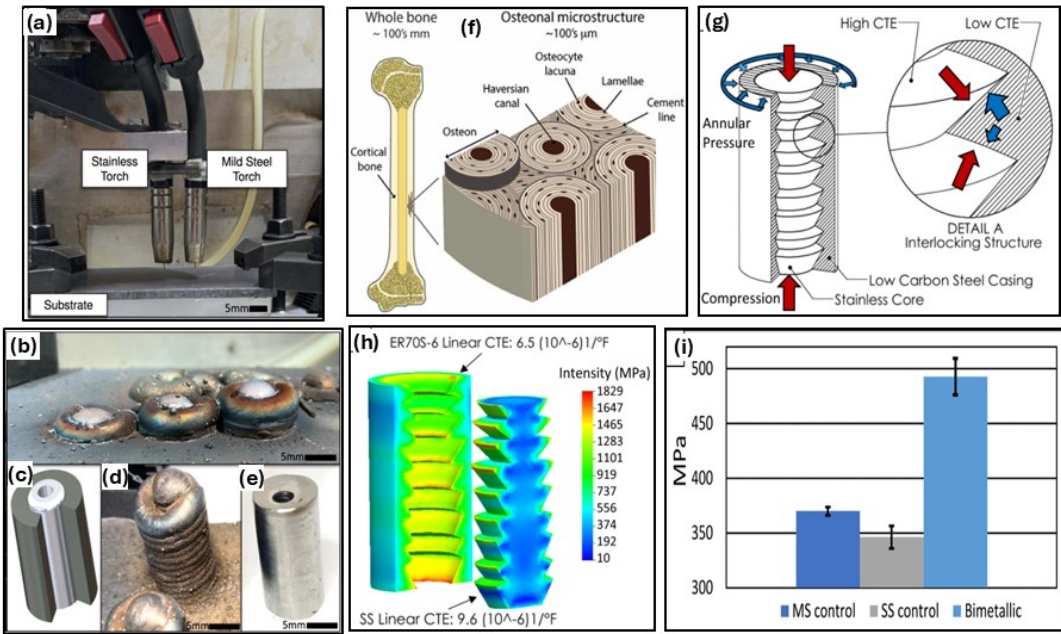 (a)
Stainless
Torch
Mild Steel
Torch
Substrate
5mm
(b)
5mm
(c)
(d)
5mm
(e)
5mm
Whole bone
~ 100's mm
(f)
Osteonal microstructure
~100's μm
Osteocyte
lacuna
Lamellae
Haversian
canal
Cement
line
Osteon
Cortical
bone
(g)
High CTE
Low CTE
Annular
Pressure
DETAIL A
Interlocking Structure
Low Carbon Steel Casing
Compression
Stainless Core
(h)
ER70S-6 Linear CTE: 6.5 (10^-6)1/°F
Intensity (MPa)
1829
1647
1465
1283
1101
919
737
556
374
192
10
SS Linear CTE: 9.6 (10^-6)1/°F
(i)
MPa
500
450
400
350
300
MS control
SS control
Bimetallic